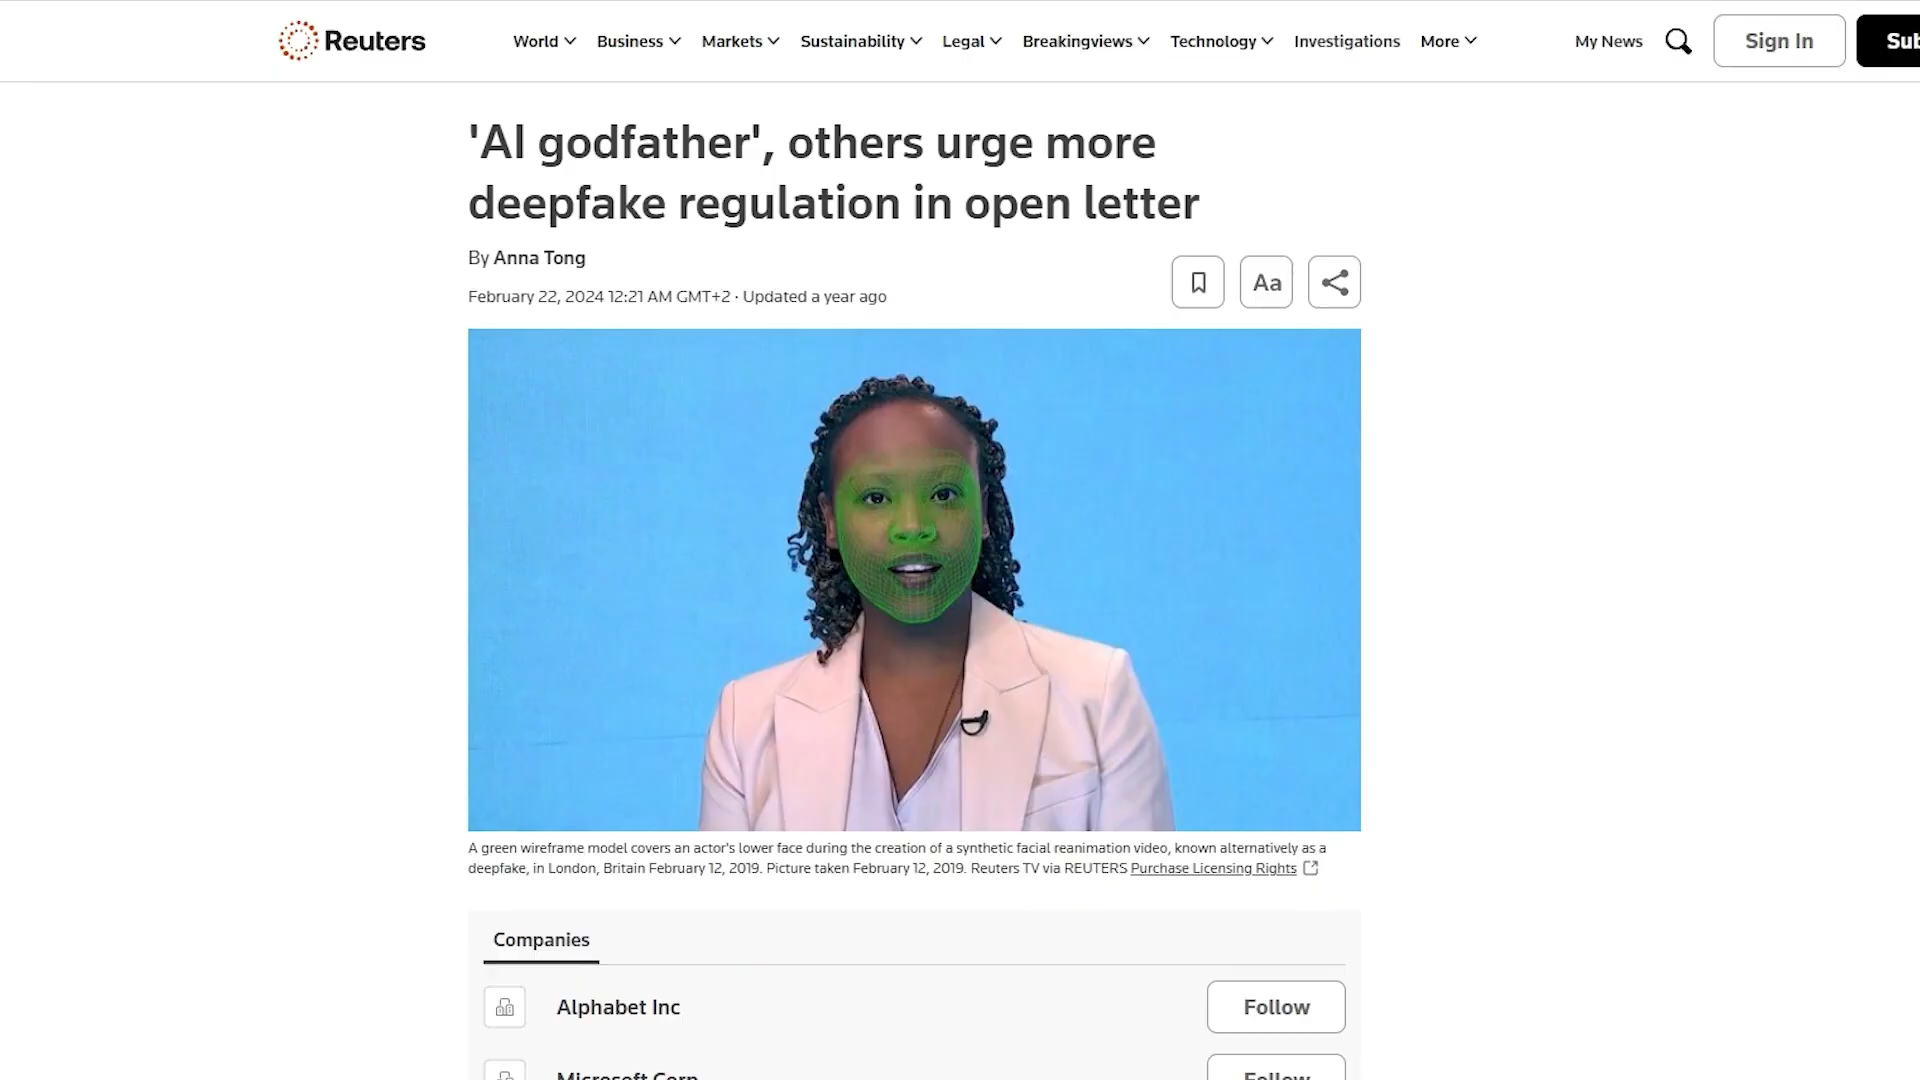 Reuters
World
Business
Markets
Sustainability
Legal
Breakingviews
Technology
Investigations
More
My News
Sign In
Sub
'AI godfather', others urge more
deepfake regulation in open letter
By Anna Tong
February 22, 2024 12:21 AM GMT+2 · Updated a year ago
Aa
A green wireframe model covers an actor's lower face during the creation of a synthetic facial reanimation video, known alternatively as a
deepfake, in London, Britain February 12, 2019. Picture taken February 12, 2019. Reuters TV via REUTERS Purchase Licensing Rights
Companies
Alphabet Inc
Follow
Microsoft Corp
Follow